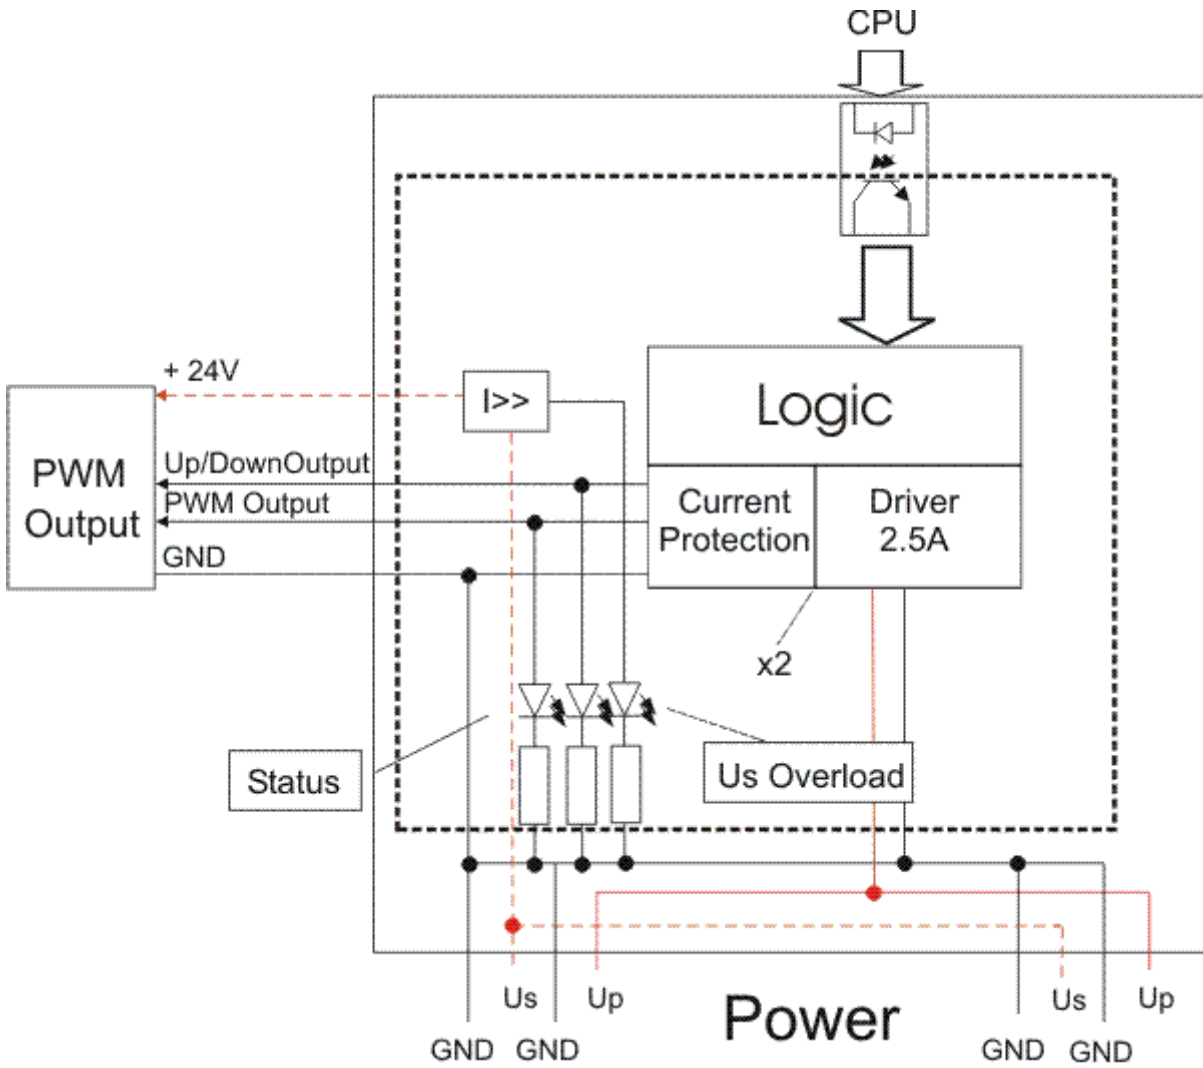 CPU
+ 24V
I>>
Logic
Up/DownOutput
PWM
Output
PWM Output
Current
Protection
Driver
2.5A
GND
x2
Status
Us Overload
Us
Up
Power
Us
Up
GND
GND
GND
GND